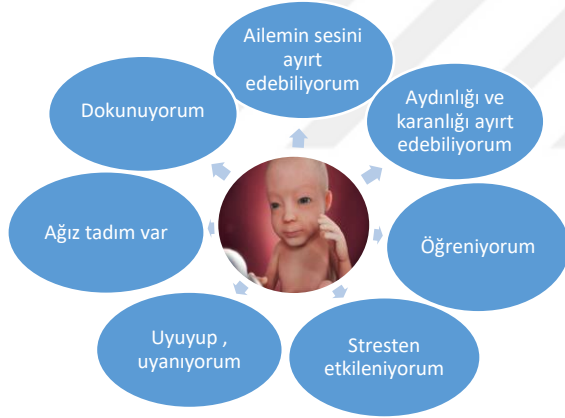 Ailemin sesini
ayırt
edebiliyorum
Aydınlığı ve
karanlığı ayırt
edebiliyorum
Öğreniyorum
Stresten
etkileniyorum
Uyuyup ,
uyanıyorum
Ağız tadım var
Dokunuyorum